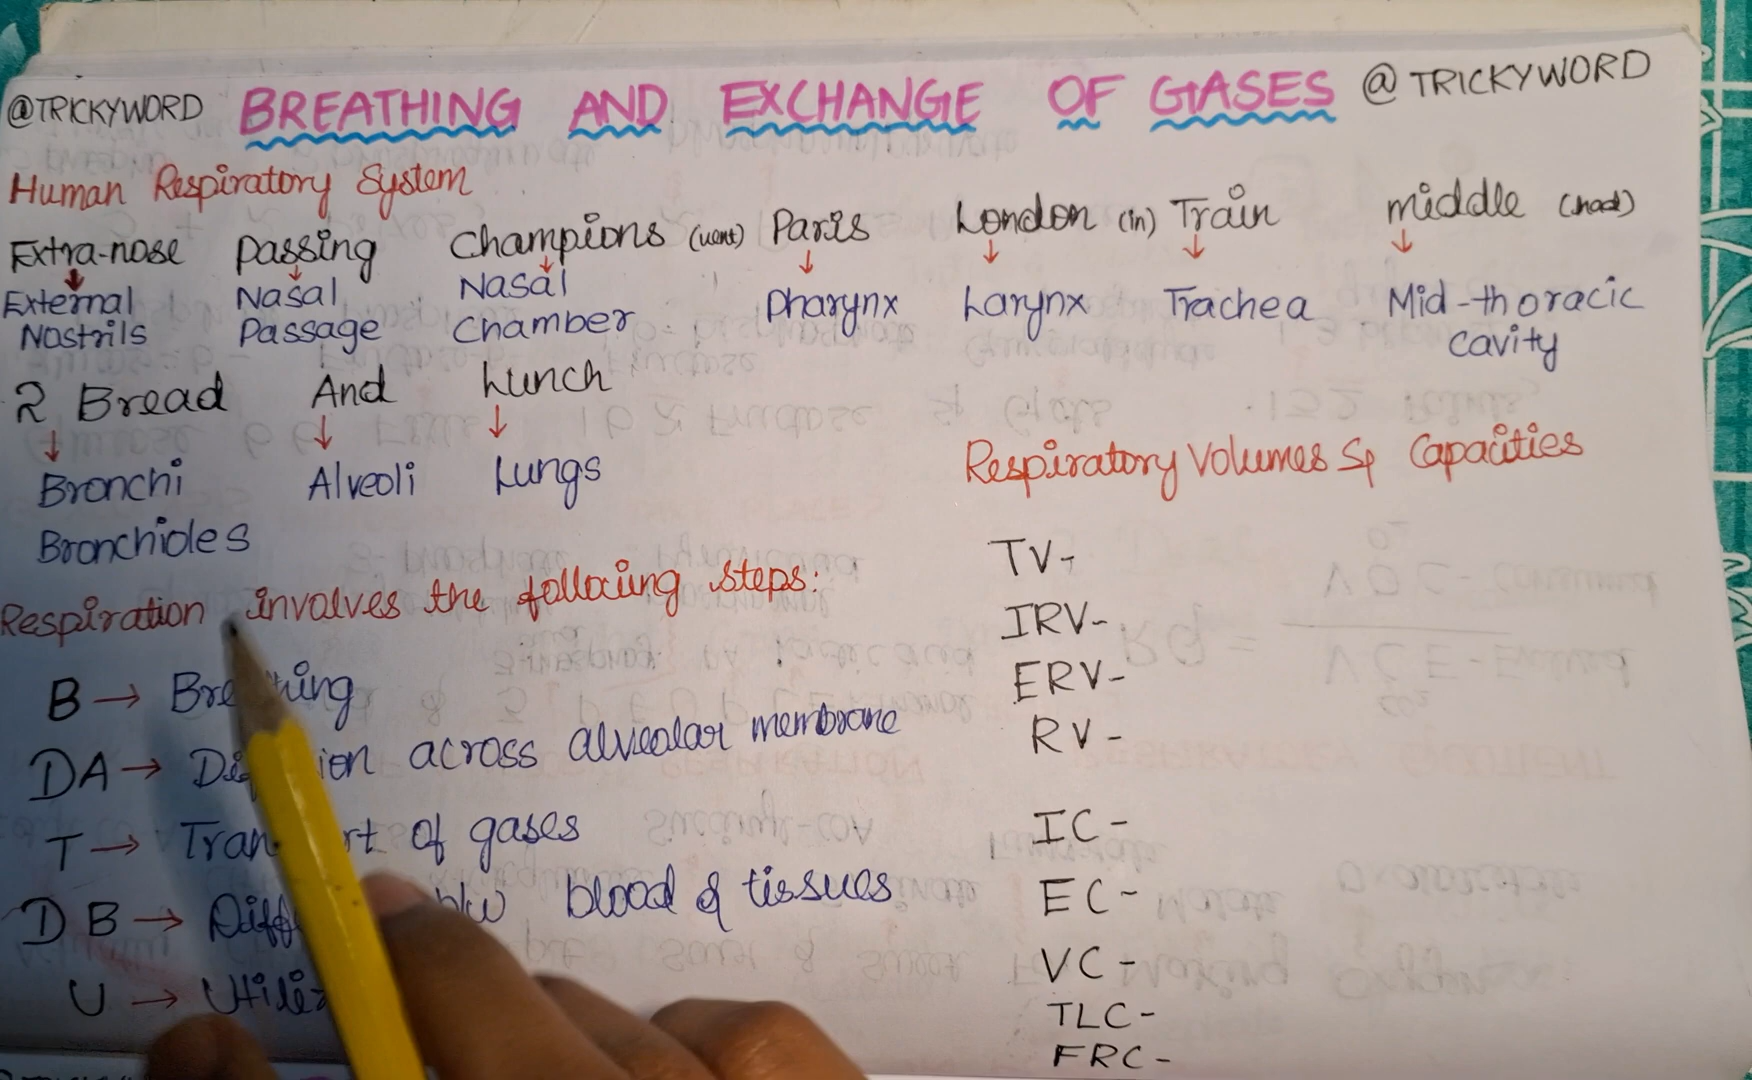 @TRICKYWORD BREATHING AND EXCHANGE OF GASES @TRICKYWORD
Human Respiratory System
Extra-nose Passing Champions (went) Paris London (in) Train middle (had)
External Nasal Nasal Pharynx Larynx Trachea Mid-thoracic
Nostrils Passage Chamber cavity
2 Bread And Lunch
Bronchi Alveoli Lungs
Bronchioles
Respiration involves the following steps:
B → Bre thing
DA → Di ion across alveolar membrane
T → Tran rt of gases
DB → Diff b/w blood & tissues
U → Utiliz
Respiratory Volumes & Capacities
TV-
IRV-
ERV-
RV-
IC-
EC-
VC-
TLC-
FRC-